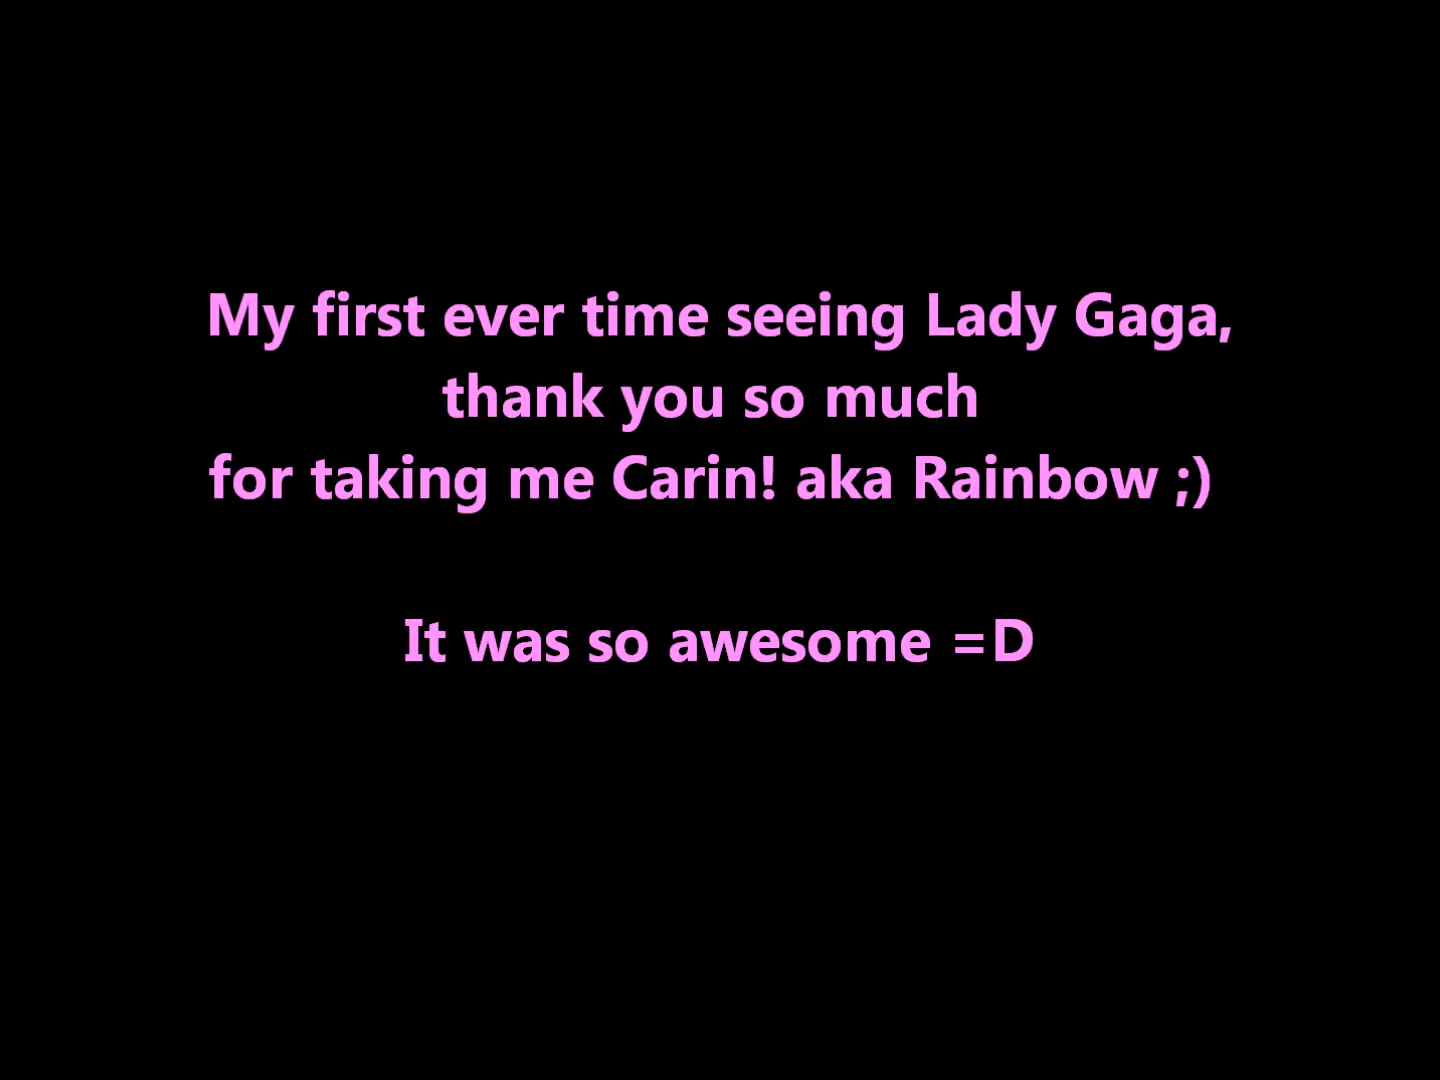 My first ever time seeing Lady Gaga,
thank you so much
for taking me Carin! aka Rainbow ;)
It was so awesome =D